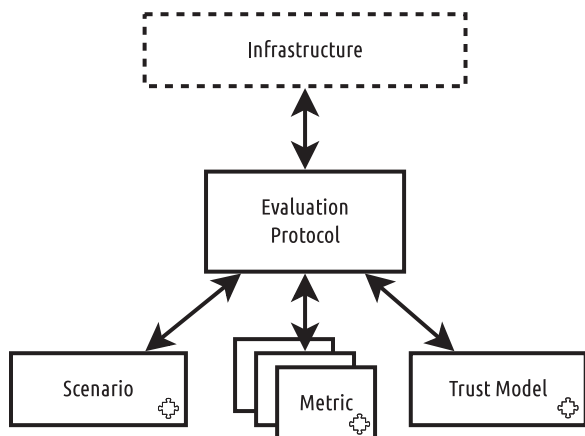 Infrastructure
Evaluation
Protocol
Scenario
Metric
Trust Model